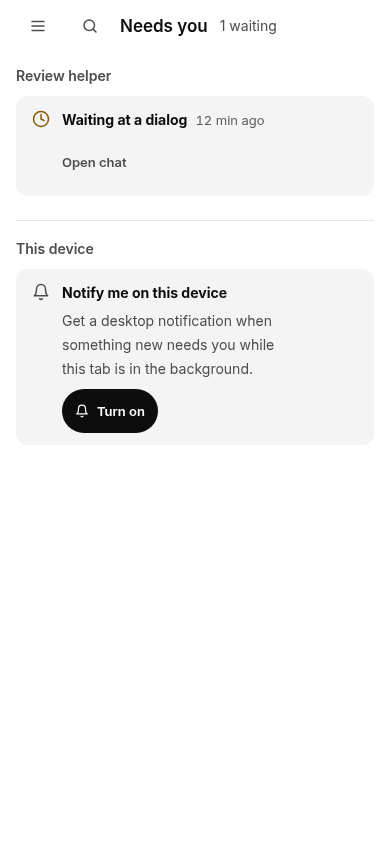 Needs you 1 waiting
Review helper
Waiting at a dialog 12 min ago
Open chat
This device
Notify me on this device
Get a desktop notification when
something new needs you while
this tab is in the background.
Turn on